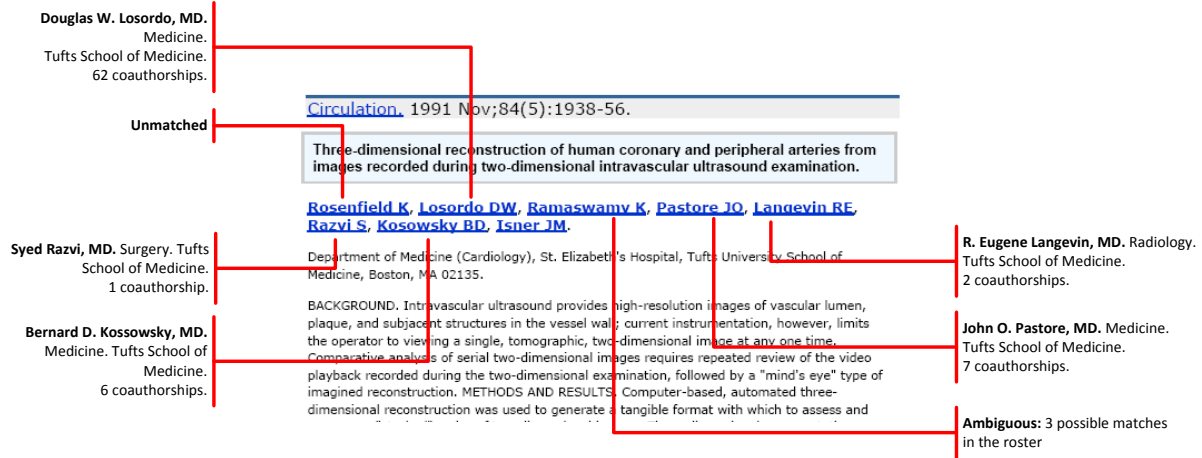 Douglas W. Losordo, MD.
Medicine.
Tufts School of Medicine.
62 coauthorships.
Unmatched
Syed Razvi, MD. Surgery. Tufts
School of Medicine.
1 coauthorship.
Bernard D. Kossowsky, MD.
Medicine. Tufts School of
Medicine.
6 coauthorships.
Circulation. 1991 Nov;84(5):1938-56.
Three-dimensional reconstruction of human coronary and peripheral arteries from
images recorded during two-dimensional intravascular ultrasound examination.
Rosenfield K, Losordo DW, Ramaswamy K, Pastore JO, Langevin RE,
Razvi S, Kosowsky BD, Isner JM.
Department of Medicine (Cardiology), St. Elizabeth's Hospital, Tufts University School of
Medicine, Boston, MA 02135.
BACKGROUND. Intravascular ultrasound provides high-resolution images of vascular lumen,
plaque, and subjacent structures in the vessel wall; current instrumentation, however, limits
the operator to viewing a single, tomographic, two-dimensional image at any one time.
Comparative analysis of serial two-dimensional images requires repeated review of the video
playback recorded during the two-dimensional examination, followed by a "mind's eye" type of
imagined reconstruction. METHODS AND RESULTS. Computer-based, automated three-
dimensional reconstruction was used to generate a tangible format with which to assess and
R. Eugene Langevin, MD. Radiology.
Tufts School of Medicine.
2 coauthorships.
John O. Pastore, MD. Medicine.
Tufts School of Medicine.
7 coauthorships.
Ambiguous: 3 possible matches
in the roster